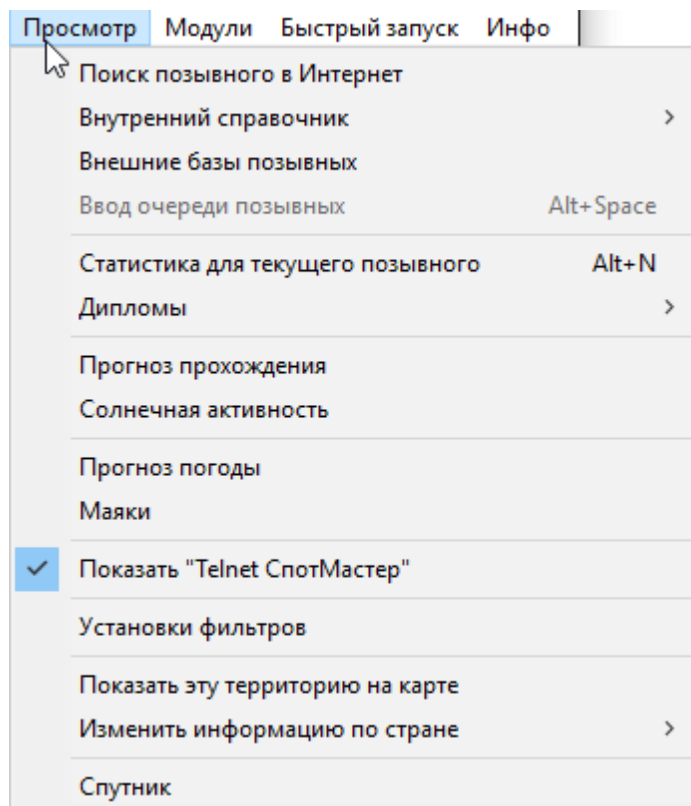 Просмотр Модули Быстрый запуск Инфо
Поиск позывного в Интернет
Внутренний справочник
Внешние базы позывных
Ввод очереди позывных Alt+Space
Статистика для текущего позывного Alt+N
Дипломы
Прогноз прохождения
Солнечная активность
Прогноз погоды
Маяки
Показать "Telnet СпотМастер"
Установки фильтров
Показать эту территорию на карте
Изменить информацию по стране
Спутник